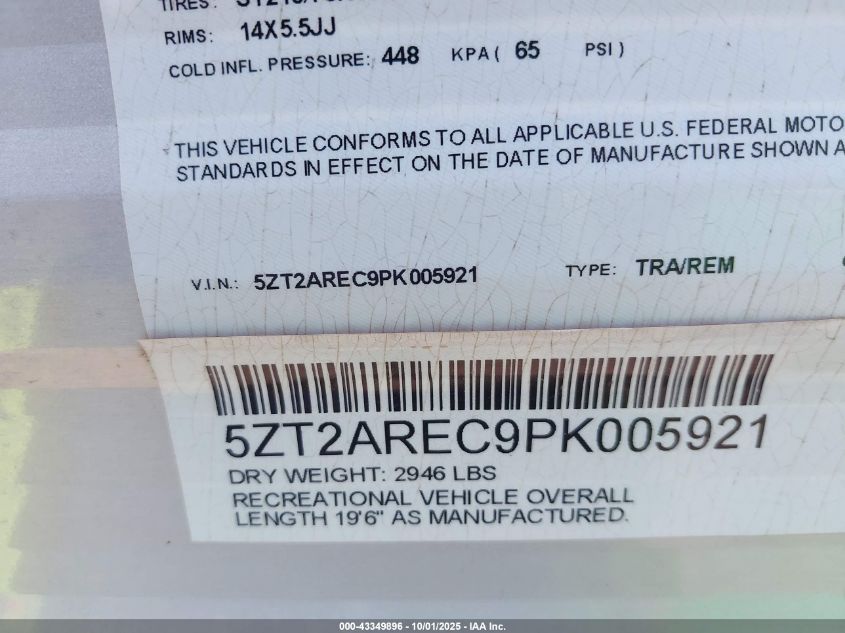 TIRES:
RIMS: 14X5.5JJ
COLD INFL. PRESSURE: 448 KPA ( 65 PSI )
THIS VEHICLE CONFORMS TO ALL APPLICABLE U.S. FEDERAL MOTO
STANDARDS IN EFFECT ON THE DATE OF MANUFACTURE SHOWN A
V.I.N.: 5ZT2AREC9PK005921 TYPE: TRA/REM
5ZT2AREC9PK005921
DRY WEIGHT: 2946 LBS
RECREATIONAL VEHICLE OVERALL
LENGTH 19'6" AS MANUFACTURED.
000-43349896 - 10/01/2025 - IAA Inc.